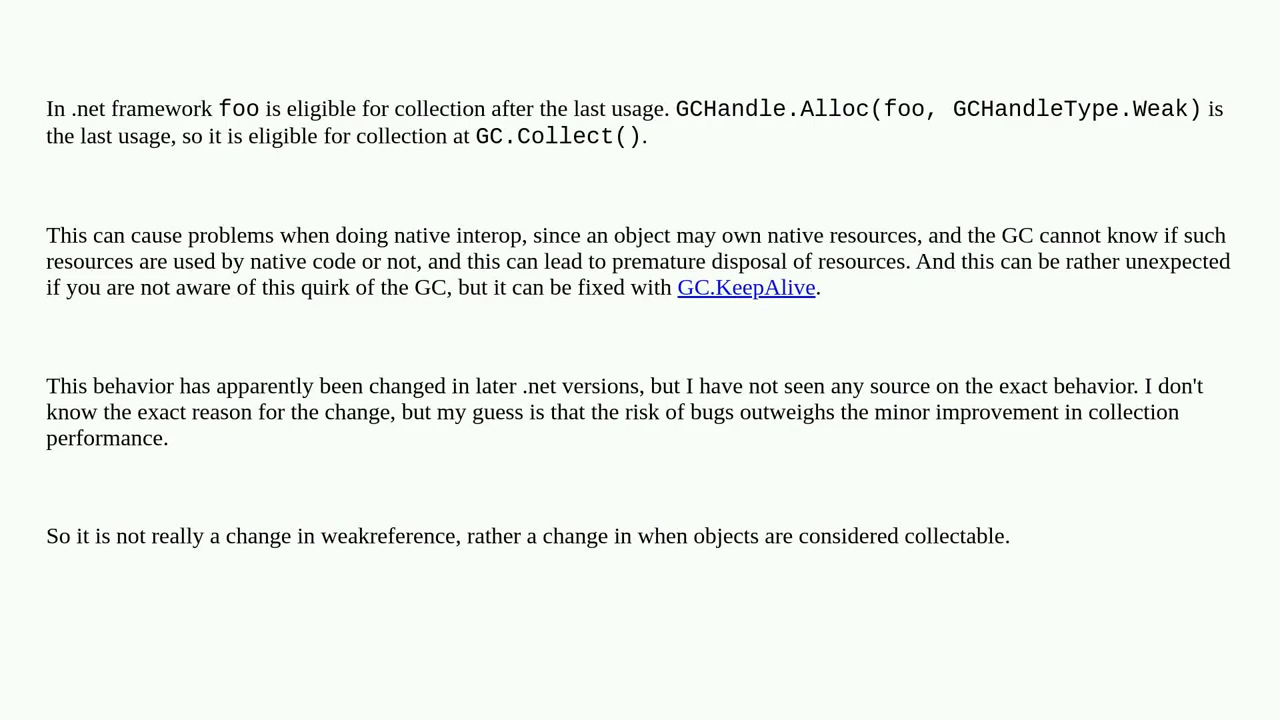 In .net framework foo is eligible for collection after the last usage. GCHandle.Alloc(foo, GCHandleType.Weak) is
the last usage, so it is eligible for collection at GC.Collect().
This can cause problems when doing native interop, since an object may own native resources, and the GC cannot know if such
resources are used by native code or not, and this can lead to premature disposal of resources. And this can be rather unexpected
if you are not aware of this quirk of the GC, but it can be fixed with GC.KeepAlive.
This behavior has apparently been changed in later .net versions, but I have not seen any source on the exact behavior. I don't
know the exact reason for the change, but my guess is that the risk of bugs outweighs the minor improvement in collection
performance.
So it is not really a change in weakreference, rather a change in when objects are considered collectable.